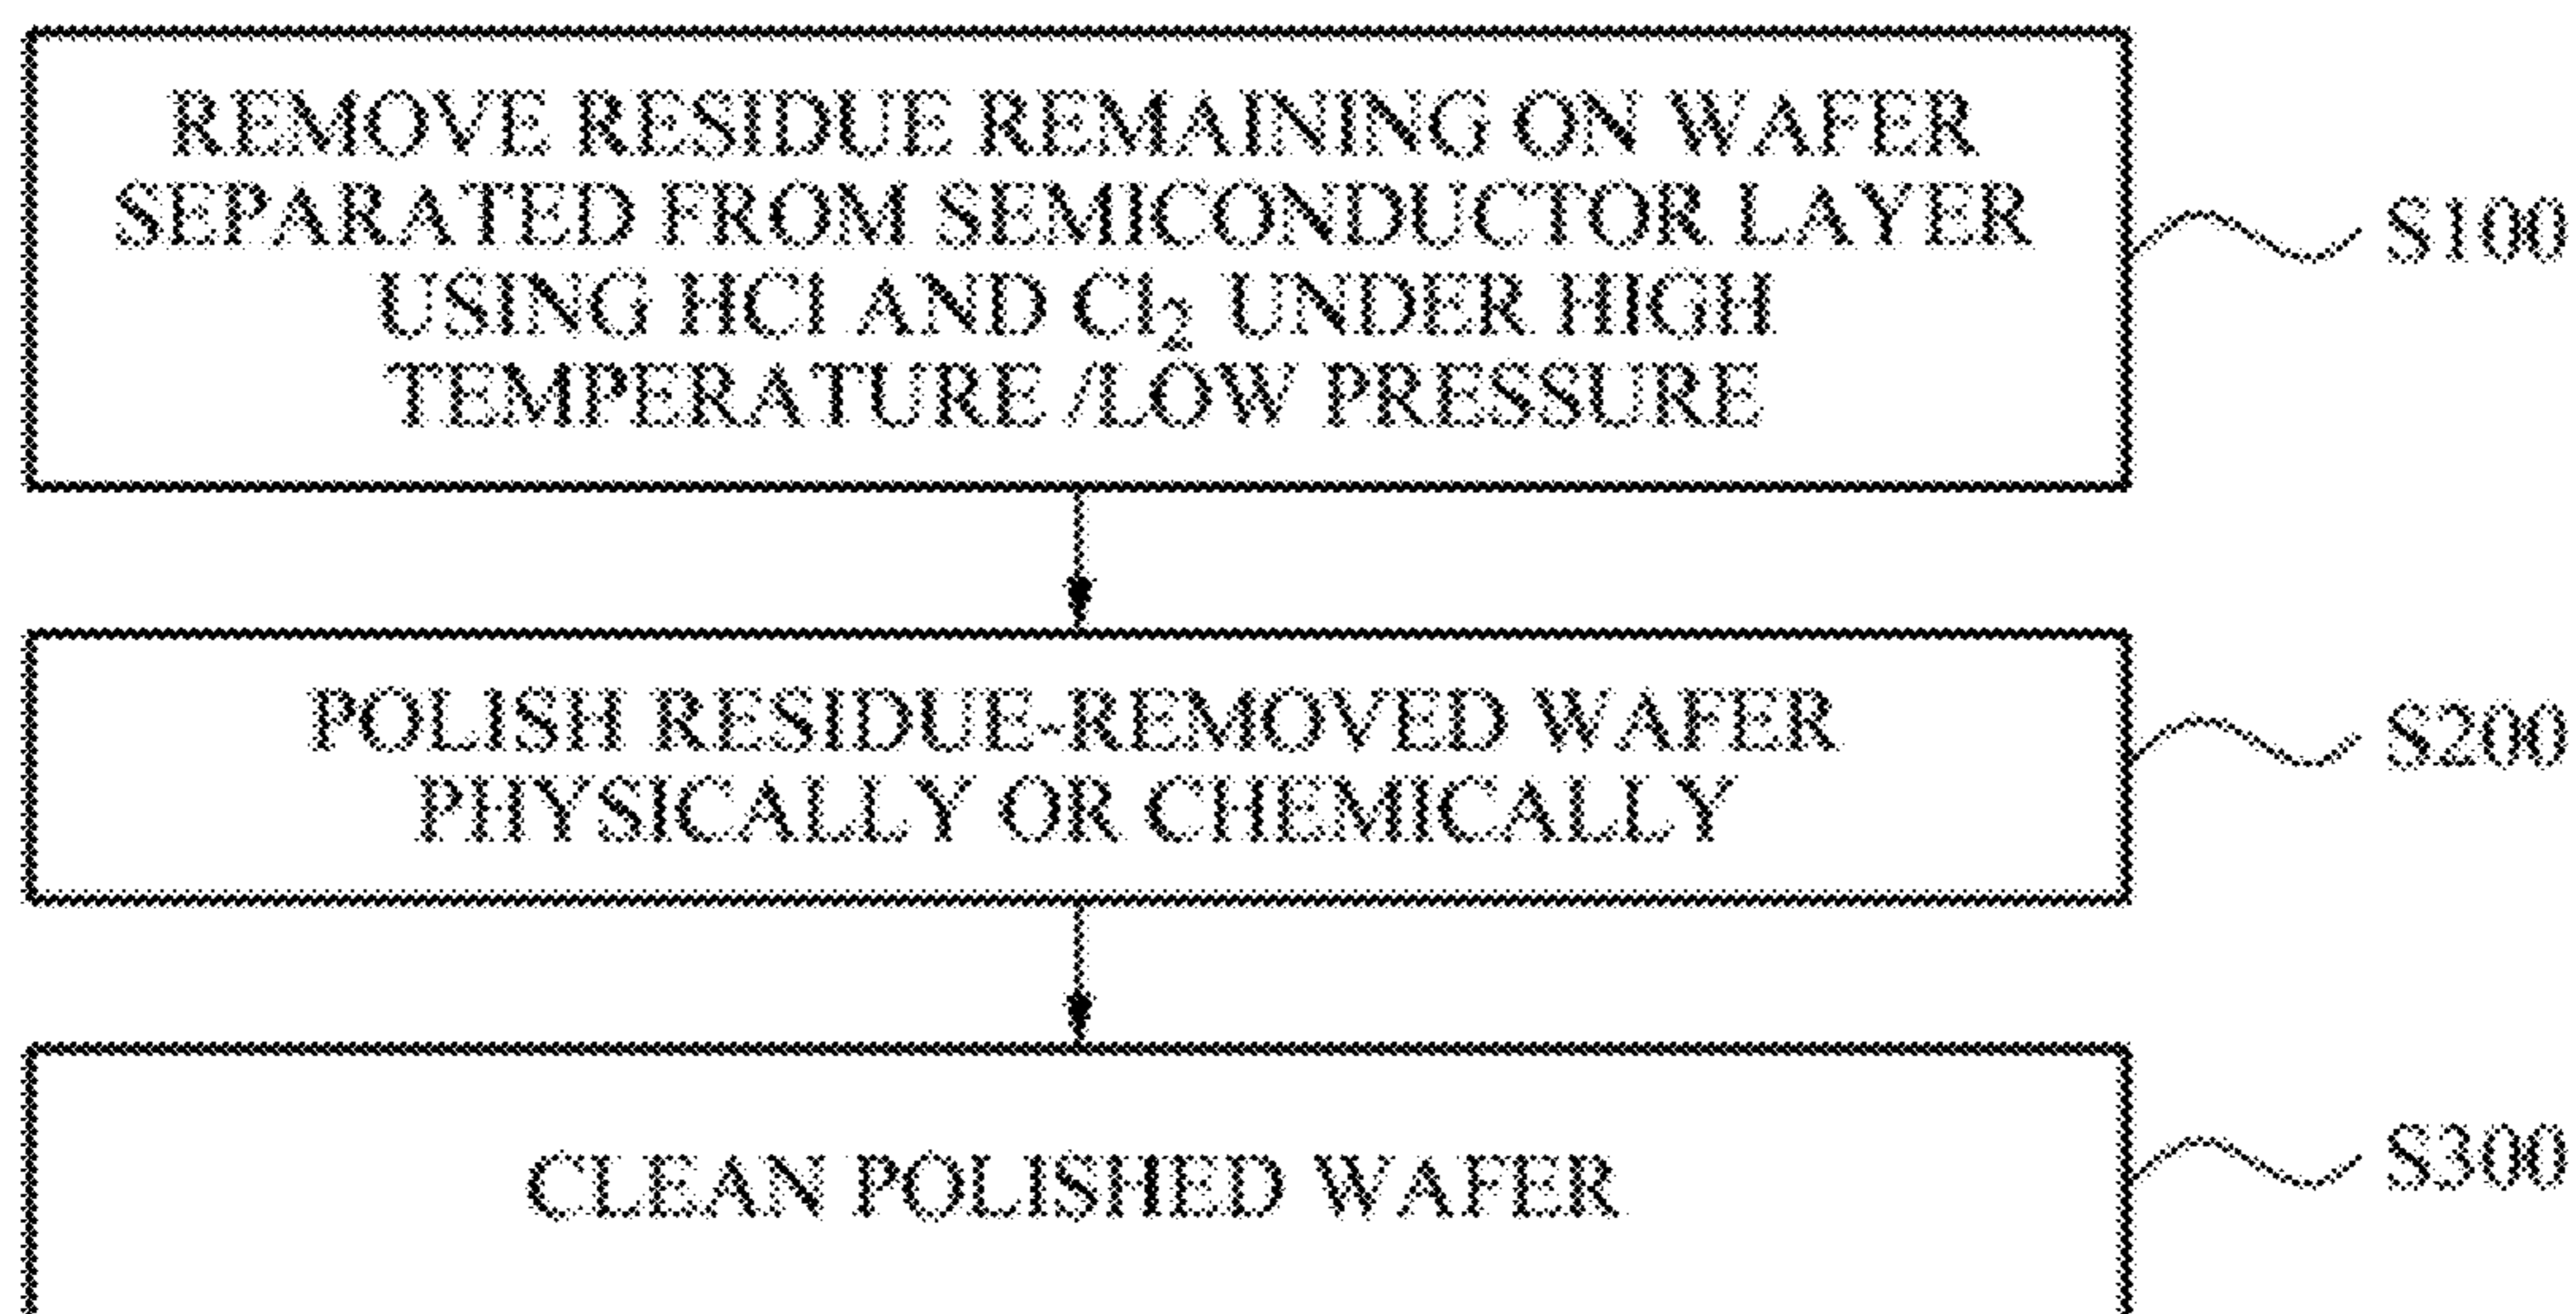 REMOVE RESIDUE REMAINING ON WAFER
SEPARATED FROM SEMICONDUCTOR LAYER
USING HCl AND Cl₂ UNDER HIGH
TEMPERATURE /LOW PRESSURE
S100
POLISH RESIDUE-REMOVED WAFER
PHYSICALLY OR CHEMICALLY
S200
CLEAN POLISHED WAFER
S300